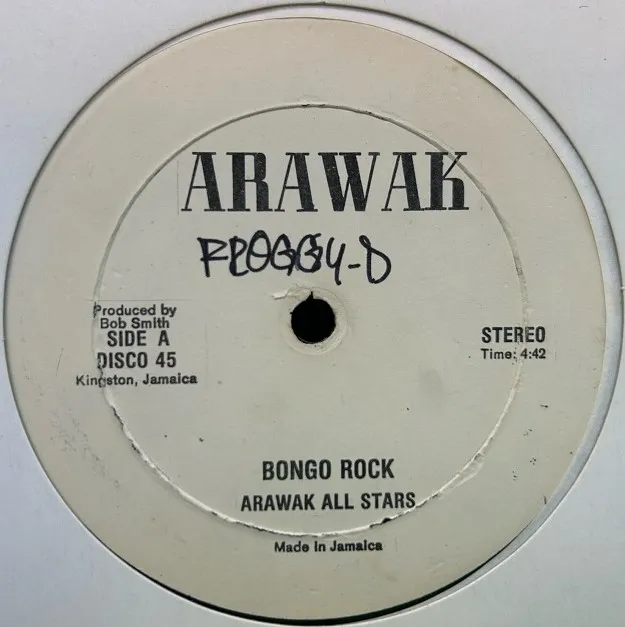 ARAWAK
FROGGY-D
Produced by
Bob Smith
SIDE A
DISCO 45
Kingston, Jamaica
STEREO
Time: 4:42
BONGO ROCK
ARAWAK ALL STARS
Made in Jamaica